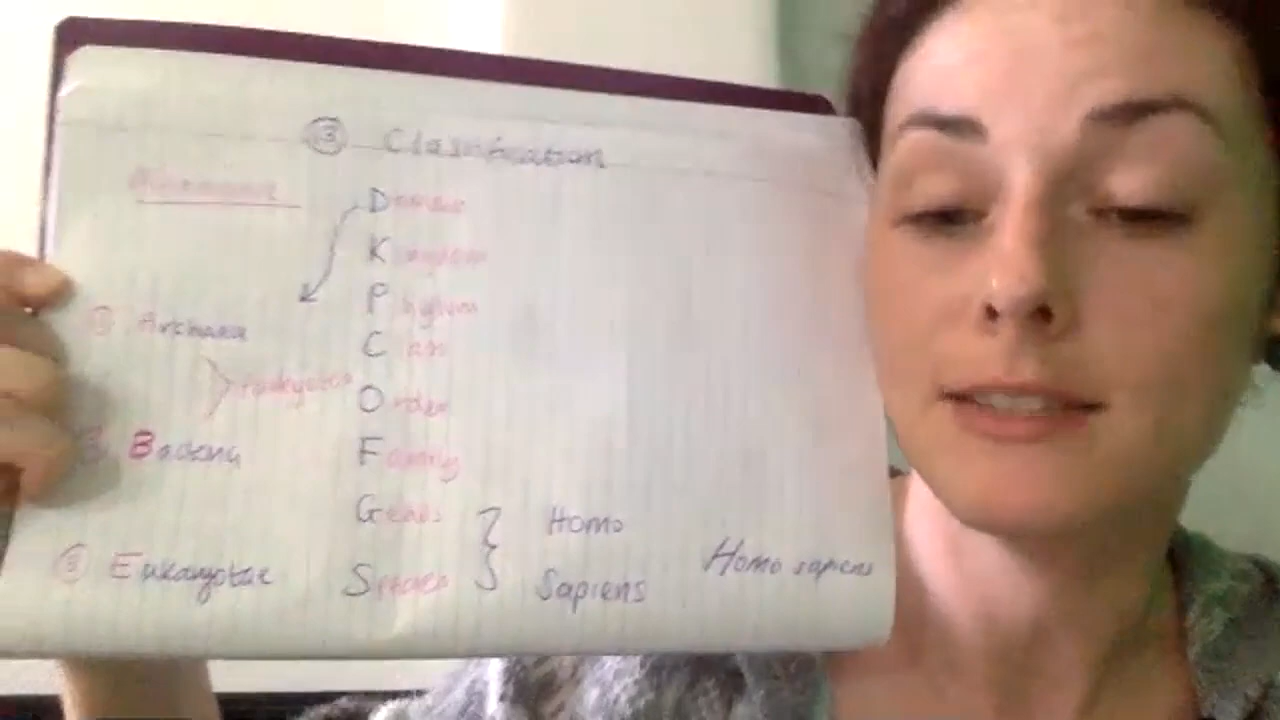 ③ Classification
Domain
Kingdom
Phylum
① Archaea
Clas
Prokaryotes
Order
② Bacteria
Family
Genus
Homo
Homo sapiens
③ Eukaryotae
Species
Sapiens